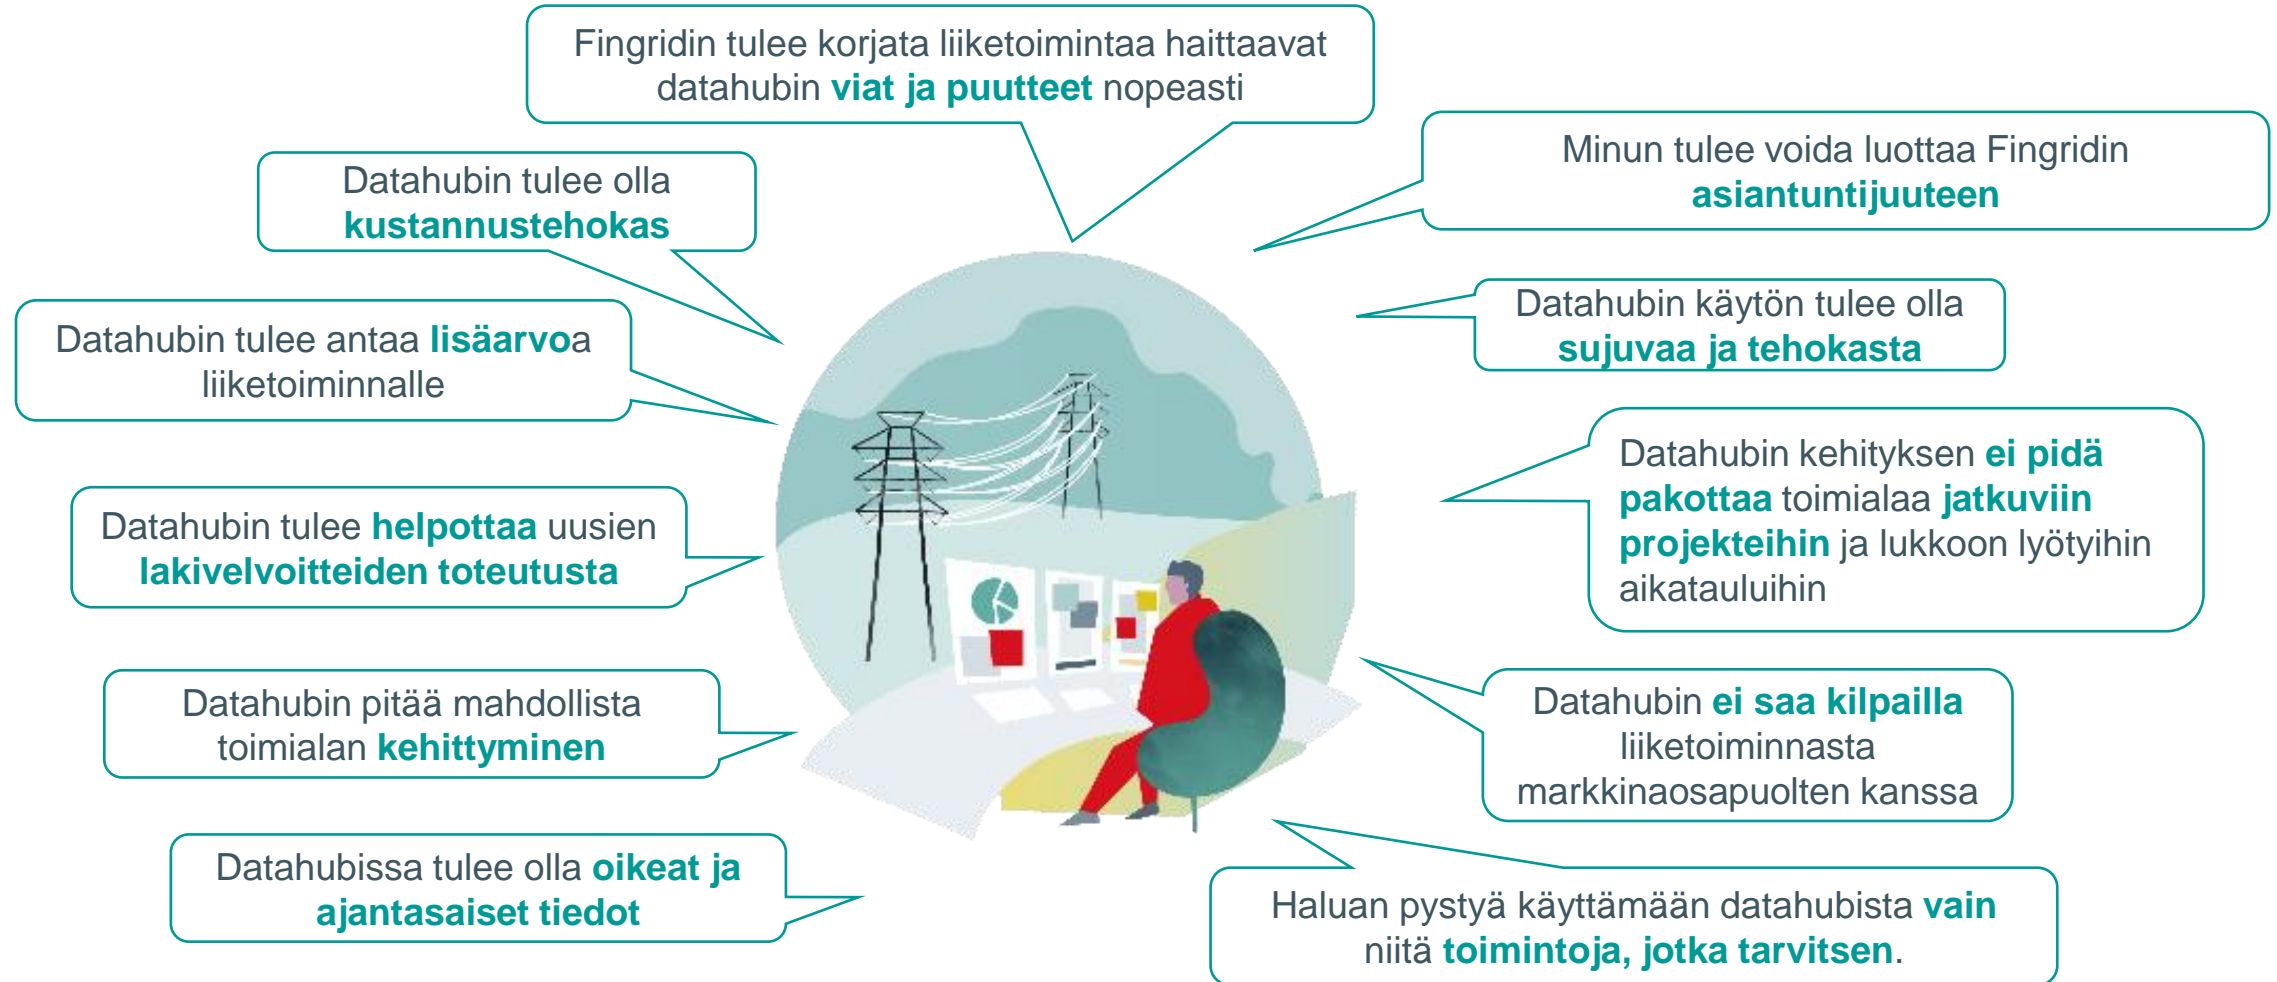 Fingridin tulee korjata liiketoimintaa haittaavat
datahubin viat ja puutteet nopeasti
Minun tulee voida luottaa Fingridin
asiantuntijuuteen
Datahubin tulee olla
kustannustehokas
Datahubin käytön tulee olla
sujuvaa ja tehokasta
Datahubin tulee antaa lisäarvoa
liiketoiminnalle
Datahubin kehityksen ei pidä
pakottaa toimialaa jatkuviin
projekteihin ja lukkoon lyötyihin
aikatauluihin
Datahubin tulee helpottaa uusien
lakivelvoitteiden toteutusta
Datahubin pitää mahdollista
toimialan kehittyminen
Datahubin ei saa kilpailla
liiketoiminnasta
markkinaosapuolten kanssa
Datahubissa tulee olla oikeat ja
ajantasaiset tiedot
Haluan pystyä käyttämään datahubista vain
niitä toimintoja, jotka tarvitsen.